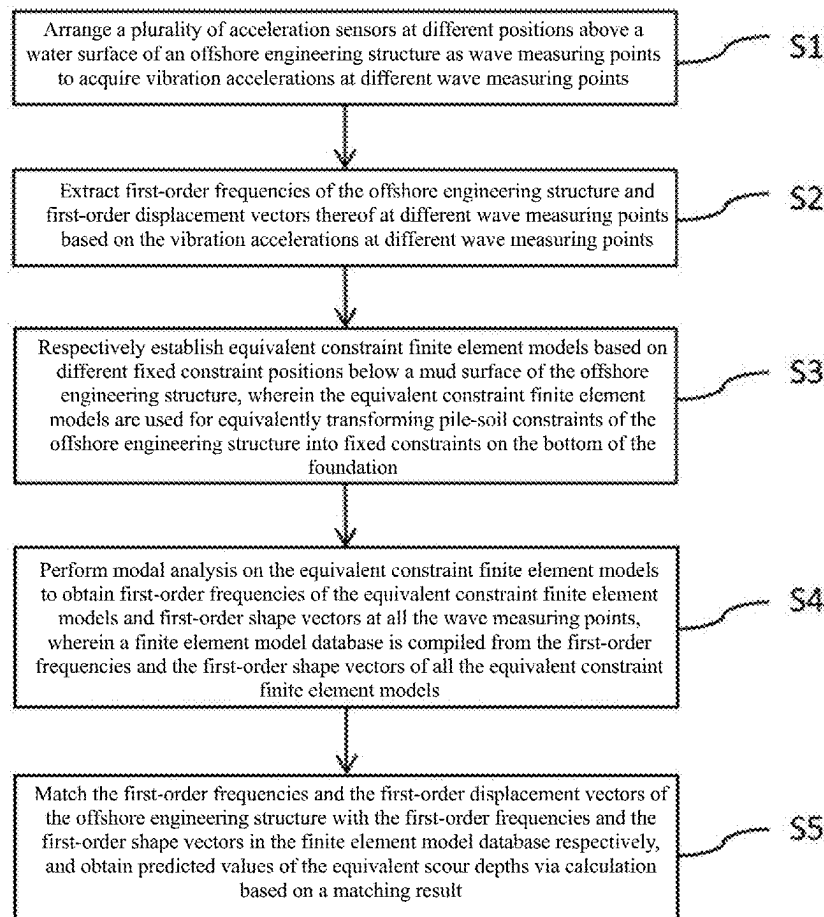 Arrange a plurality of acceleration sensors at different positions above a
water surface of an offshore engineering structure as wave measuring points
to acquire vibration accelerations at different wave measuring points
S1
Extract first-order frequencies of the offshore engineering structure and
first-order displacement vectors thereof at different wave measuring points
based on the vibration accelerations at different wave measuring points
S2
Respectively establish equivalent constraint finite element models based on
different fixed constraint positions below a mud surface of the offshore
engineering structure, wherein the equivalent constraint finite element
models are used for equivalently transforming pile-soil constraints of the
offshore engineering structure into fixed constraints on the bottom of the
foundation
S3
Perform modal analysis on the equivalent constraint finite element models
to obtain first-order frequencies of the equivalent constraint finite element
models and first-order shape vectors at all the wave measuring points,
wherein a finite element model database is compiled from the first-order
frequencies and the first-order shape vectors of all the equivalent constraint
finite element models
S4
Match the first-order frequencies and the first-order displacement vectors of
the offshore engineering structure with the first-order frequencies and the
first-order shape vectors in the finite element model database respectively,
and obtain predicted values of the equivalent scour depths via calculation
based on a matching result
S5